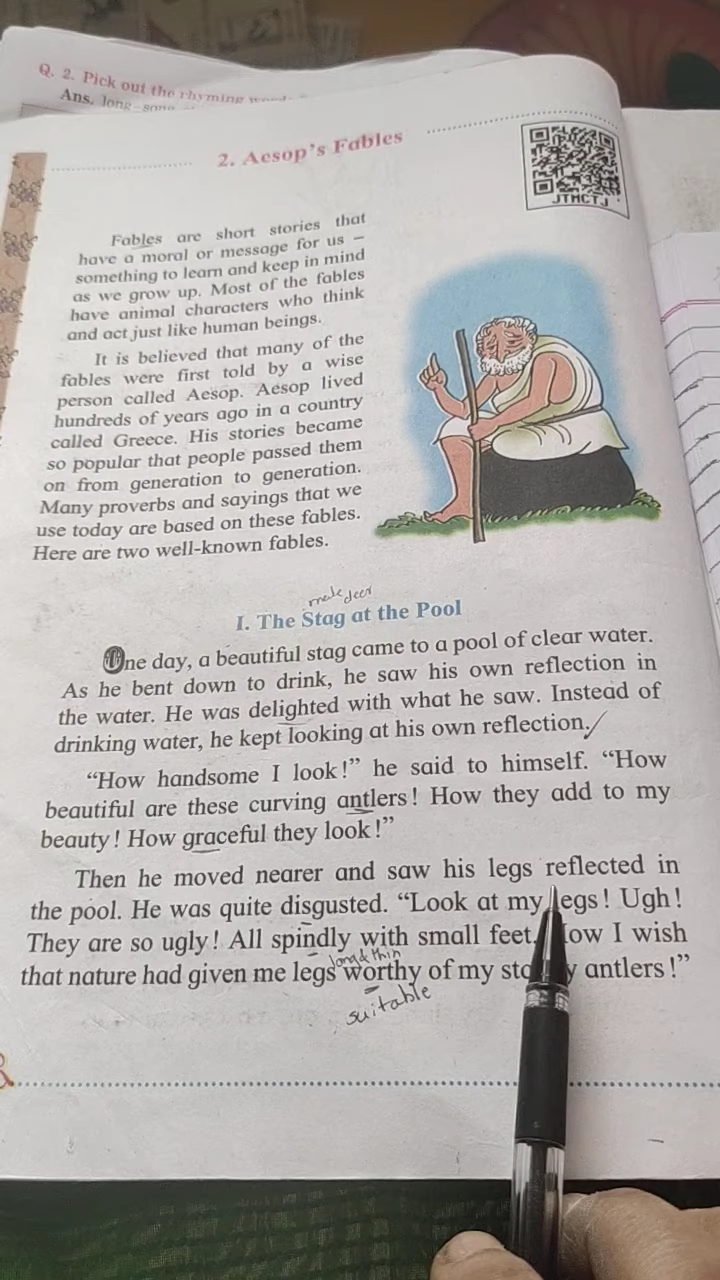 Q. 2. Pick out the rhyming
Ans. long - song
2. Aesop's Fables
JTMCTJ
Fables are short stories that
have a moral or message for us –
something to learn and keep in mind
as we grow up. Most of the fables
have animal characters who think
and act just like human beings.
It is believed that many of the
fables were first told by a wise
person called Aesop. Aesop lived
hundreds of years ago in a country
called Greece. His stories became
so popular that people passed them
on from generation to generation.
Many proverbs and sayings that we
use today are based on these fables.
Here are two well-known fables.
male deer
I. The Stag at the Pool
One day, a beautiful stag came to a pool of clear water.
As he bent down to drink, he saw his own reflection in
the water. He was delighted with what he saw. Instead of
drinking water, he kept looking at his own reflection.
“How handsome I look!” he said to himself. “How
beautiful are these curving antlers! How they add to my
beauty! How graceful they look!”
Then he moved nearer and saw his legs reflected in
the pool. He was quite disgusted. “Look at my legs! Ugh!
They are so ugly! All spindly with small feet. How I wish
long & thin
that nature had given me legs worthy of my antlers!”
suitable